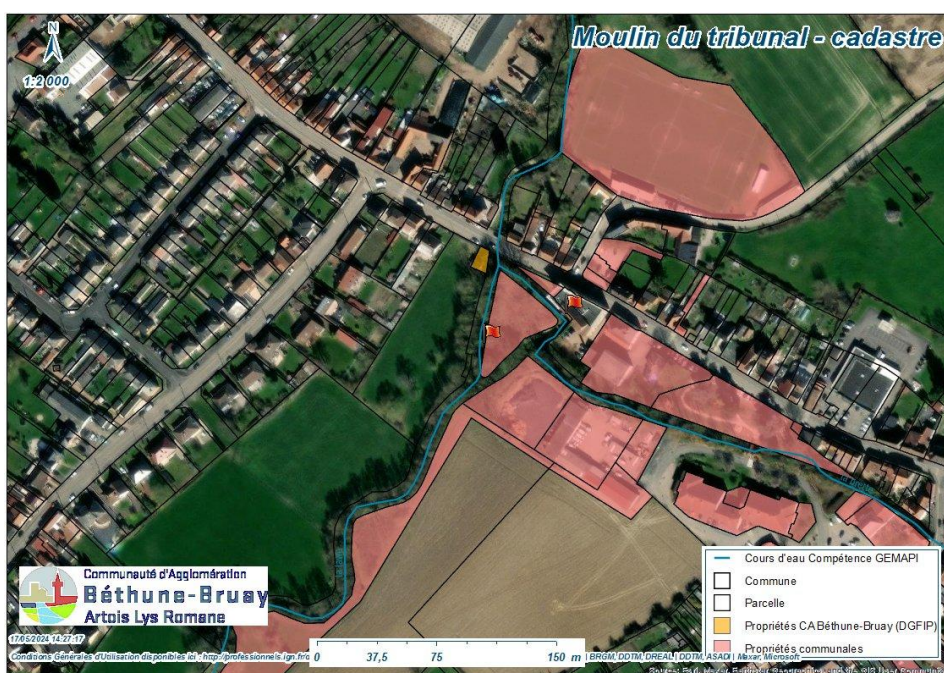 Moulin du tribunal - cadastre
N
1:2 000
Cours d'eau Compétence GEMAPI
Commune
Parcelle
Propriétés CA Béthune-Bruay (DGFIP)
Propriétés communales
Communauté d'Agglomération
Béthune-Bruay
Artois Lys Romane
17/05/2024 14:27:17
Conditions Générales d'Utilisation disponibles ici : http://professionnels.ign.fr/
BRGM, DDTM, DREAL | DDTM, ASADI | Maxar, Microsoft
0 37,5 75 150 m